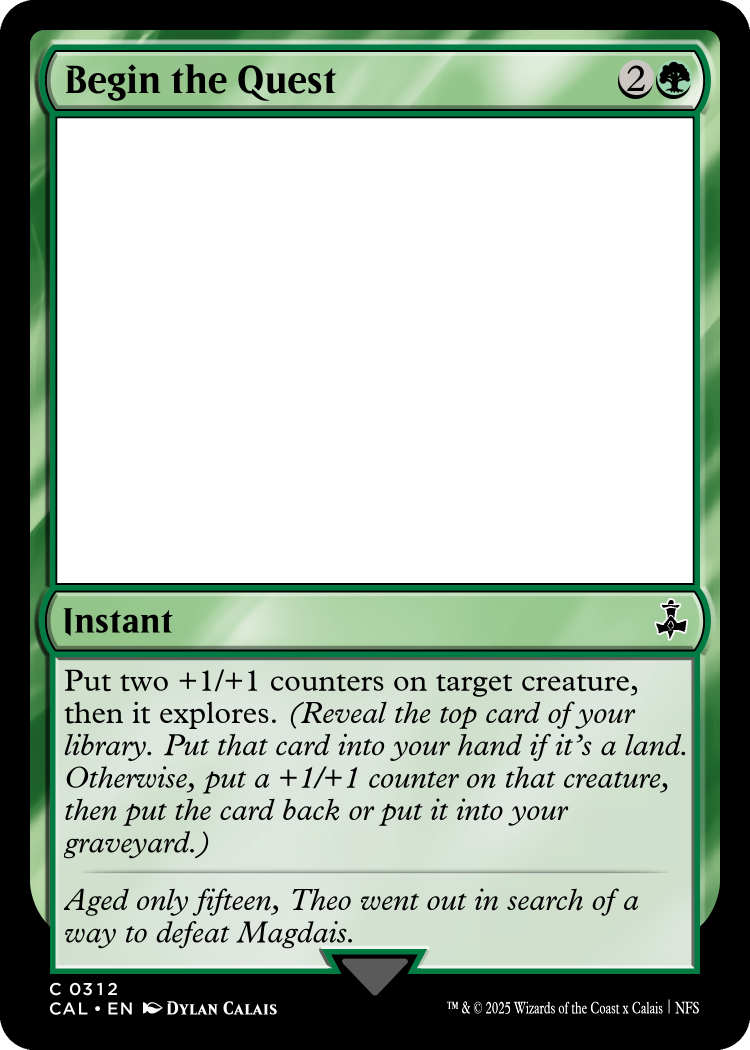 Begin the Quest 2
Instant
Put two +1/+1 counters on target creature,
then it explores. (Reveal the top card of your
library. Put that card into your hand if it's a land.
Otherwise, put a +1/+1 counter on that creature,
then put the card back or put it into your
graveyard.)
Aged only fifteen, Theo went out in search of a
way to defeat Magdais.
C 0312
CAL • EN Dylan Calais
™ & © 2025 Wizards of the Coast x Calais | NFS